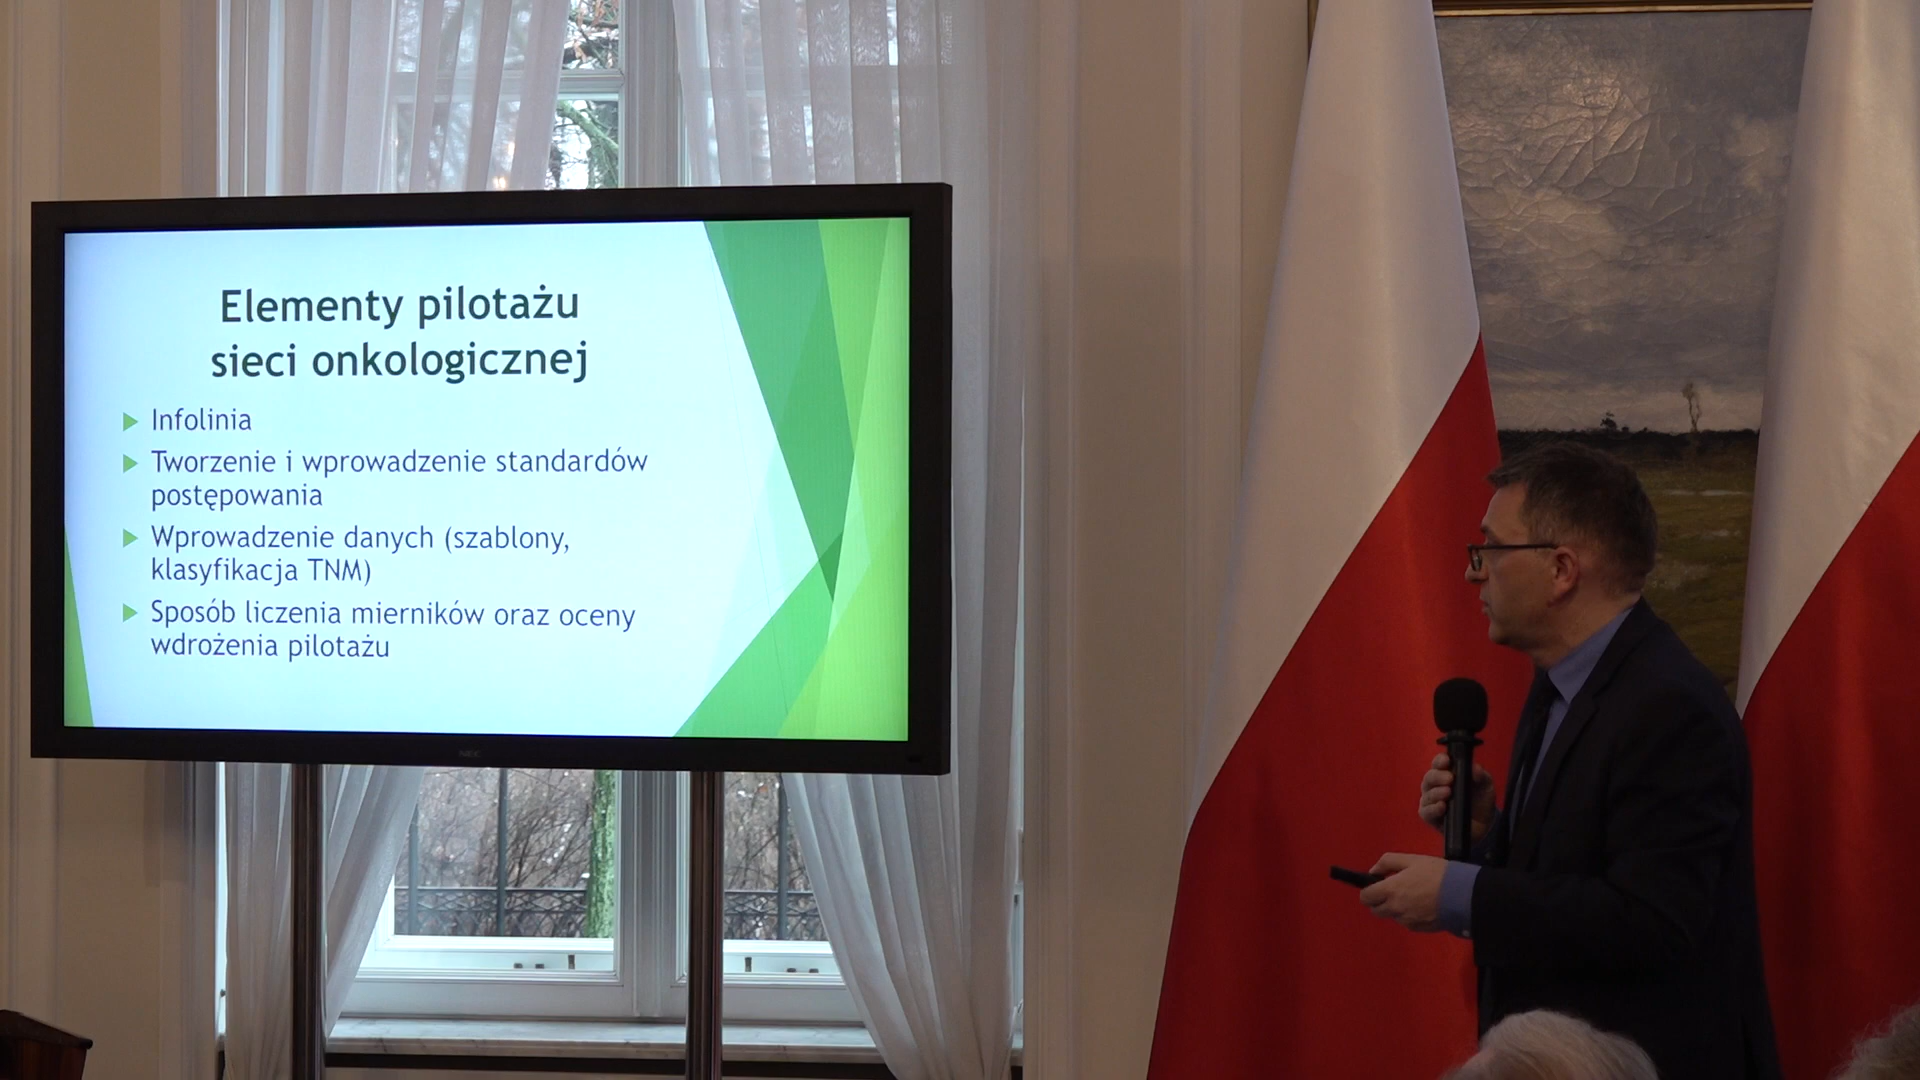 Elementy pilotażu
sieci onkologicznej
Infolinia
Tworzenie i wprowadzenie standardów
postępowania
Wprowadzenie danych (szablony,
klasyfikacja TNM)
Sposób liczenia mierników oraz oceny
wdrożenia pilotażu
NEC